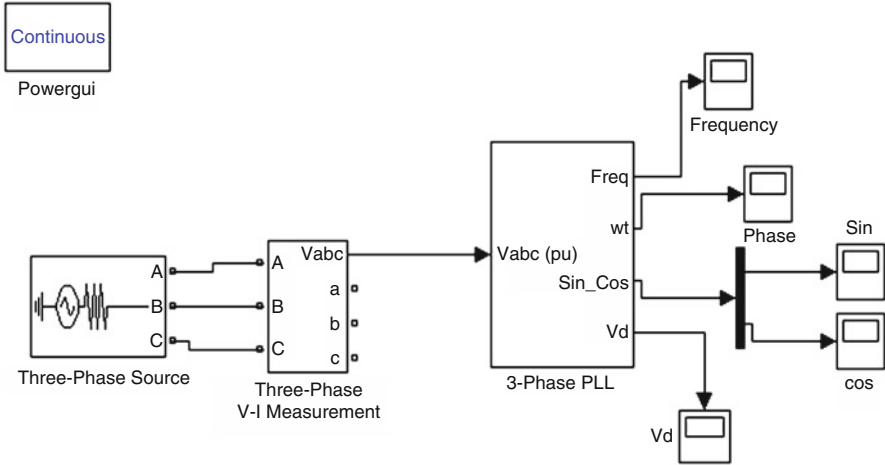 Continuous
Powergui
Frequency
Freq
wt
Phase
Sin
Vabc
Vabc (pu)
Sin_Cos
A
A
a
B
B
b
Vd
C
C
c
Three-Phase Source
Three-Phase
V-I Measurement
3-Phase PLL
cos
Vd